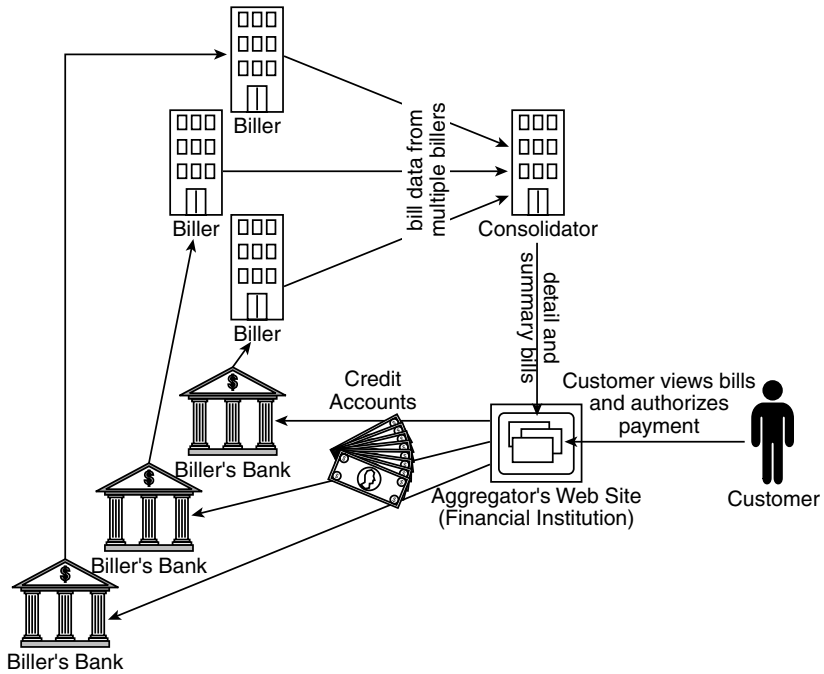 Biller
Biller
Biller
bill data from
multiple billers
Consolidator
detail and
summary bills
Credit
Accounts
Customer views bills
and authorizes
payment
$
Biller's Bank
$
Biller's Bank
$
Biller's Bank
Aggregator's Web Site
(Financial Institution)
Customer